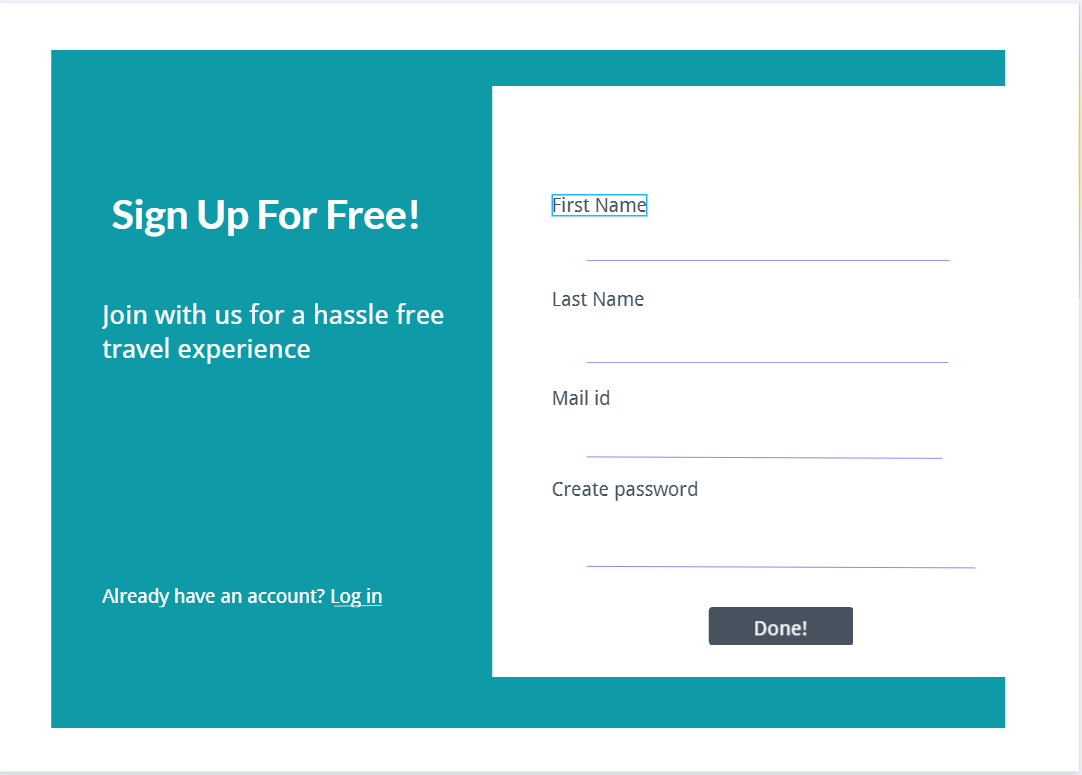 Sign Up For Free!
Join with us for a hassle free
travel experience
Already have an account? Log in
First Name
Last Name
Mail id
Create password
Done!